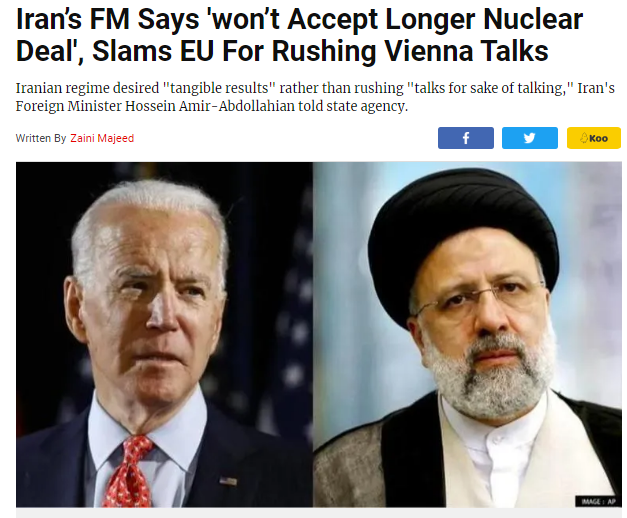 Iran’s FM Says 'won’t Accept Longer Nuclear
Deal', Slams EU For Rushing Vienna Talks
Iranian regime desired "tangible results" rather than rushing "talks for sake of talking," Iran's
Foreign Minister Hossein Amir-Abdollahian told state agency.
Written By Zaini Majeed
Koo
IMAGE : AP